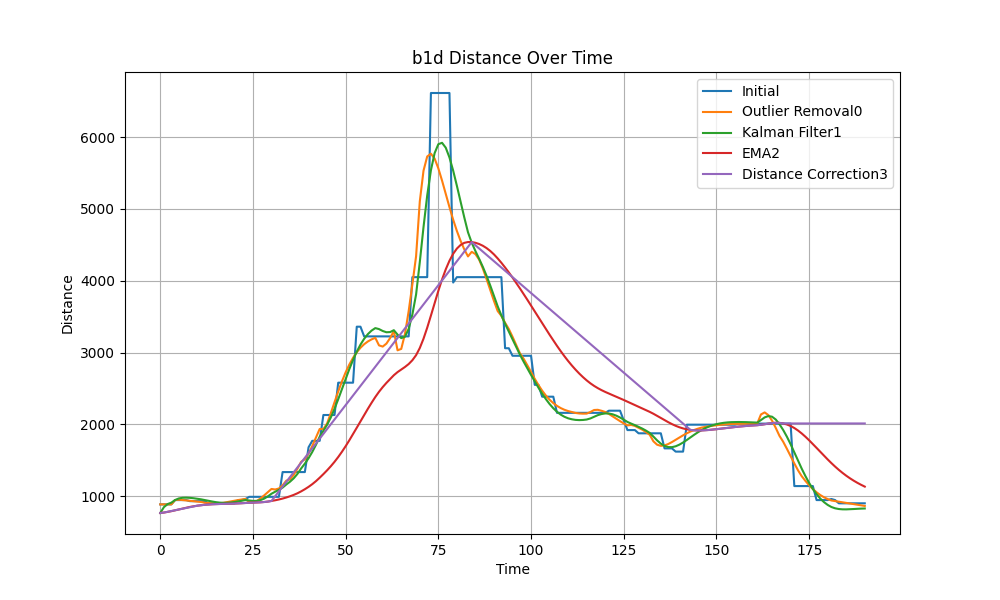 b1d Distance Over Time
Initial
Outlier Removal0
Kalman Filter1
EMA2
Distance Correction3
6000
5000
4000
3000
2000
1000
Distance
0 25 50 75 100 125 150 175
Time